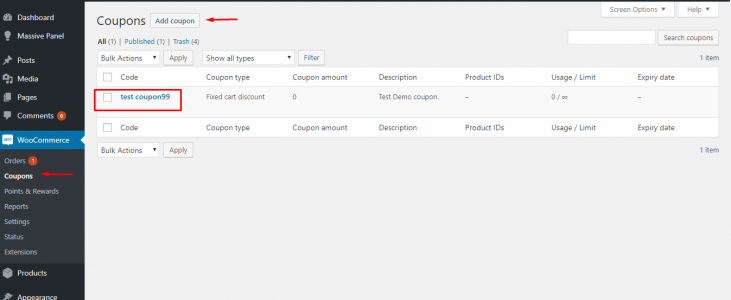 Dashboard
Massive Panel
Posts
Media
Pages
Comments 0
woo WooCommerce
Orders 1
Coupons
Points & Rewards
Reports
Settings
Status
Extensions
Products
Appearance
Screen Options ▼ Help ▼
Coupons Add coupon
All (1) | Published (1) | Trash (4)
Search coupons
Bulk Actions Apply Show all types Filter 1 item
Code Coupon type Coupon amount Description Product IDs Usage / Limit Expiry date
test coupon99 Fixed cart discount 0 Test Demo coupon. – 0 / ∞ –
Code Coupon type Coupon amount Description Product IDs Usage / Limit Expiry date
Bulk Actions Apply 1 item